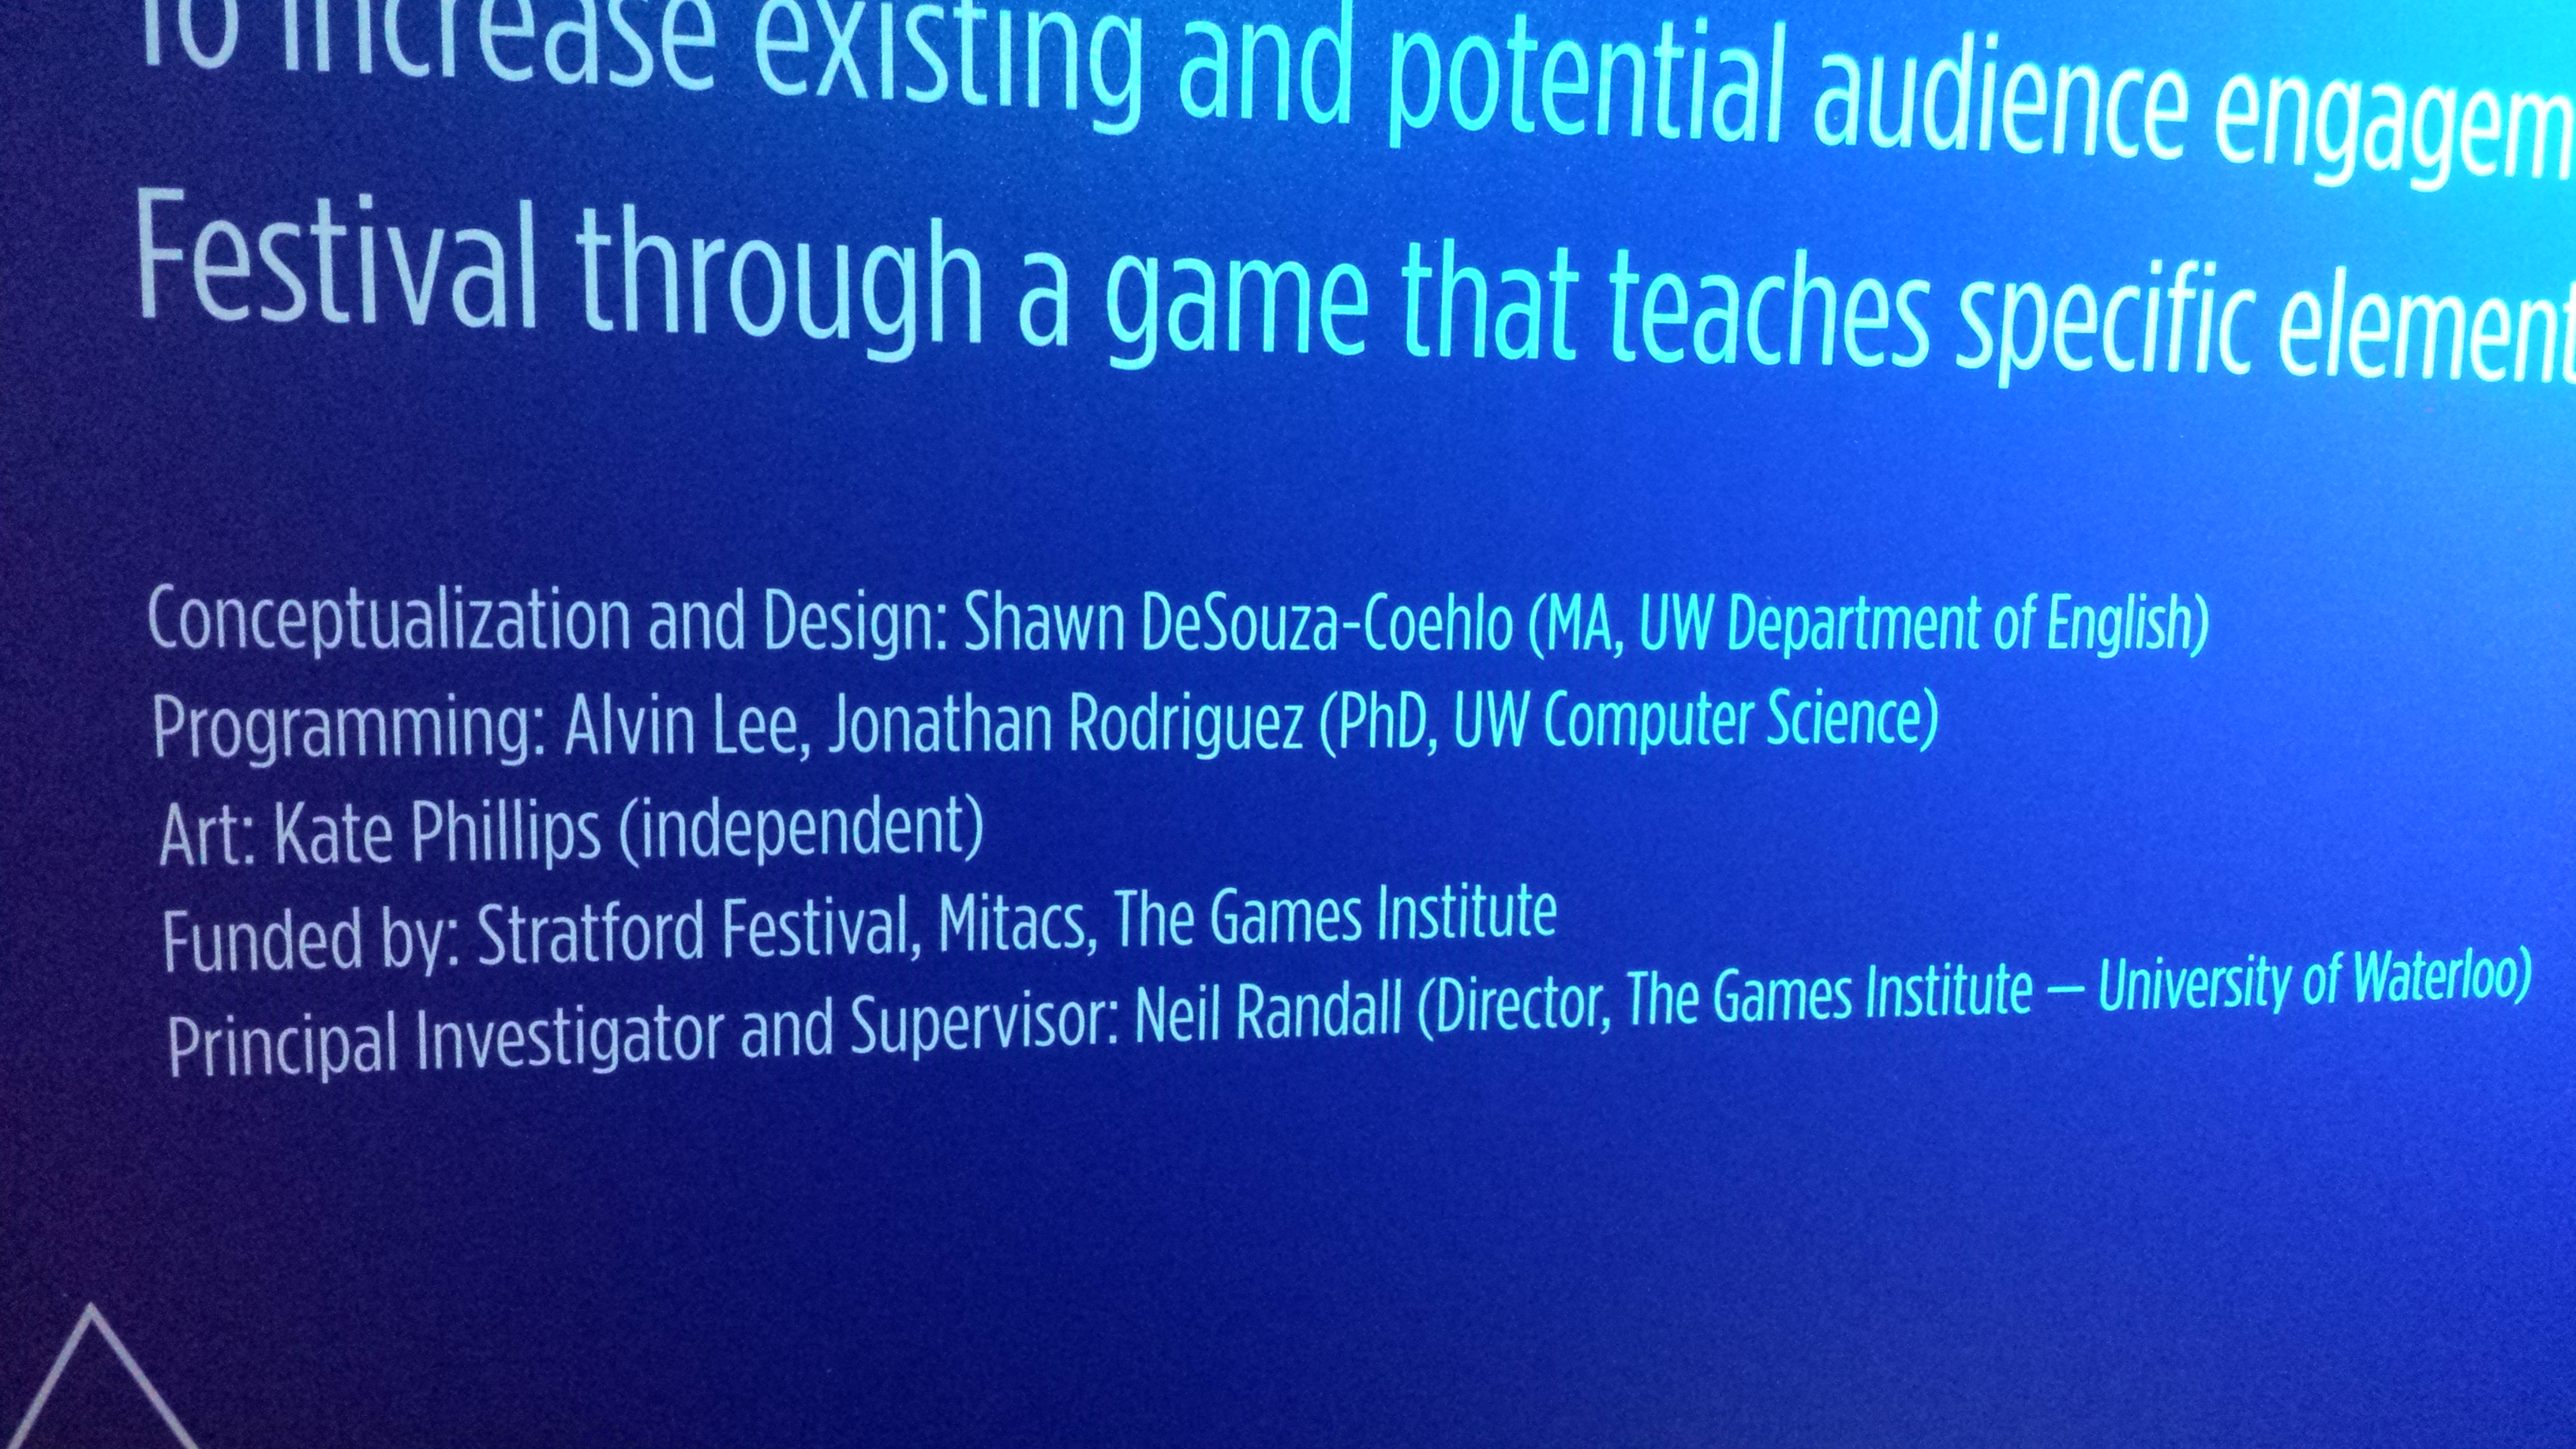 To increase existing and potential audience
Festival through a game that teaches specific
Conceptualization and Design: Shawn DeSouza-Coehlo (MA, UW Department of English)
Programming: Alvin Lee, Jonathan Rodriguez (PhD, UW Computer Science)
Art: Kate Phillips (independent)
Funded by: Stratford Festival, Mitacs, The Games Institute
Principal Investigator and Supervisor: Neil Randall (Director, The Games Institute — University of Waterloo)